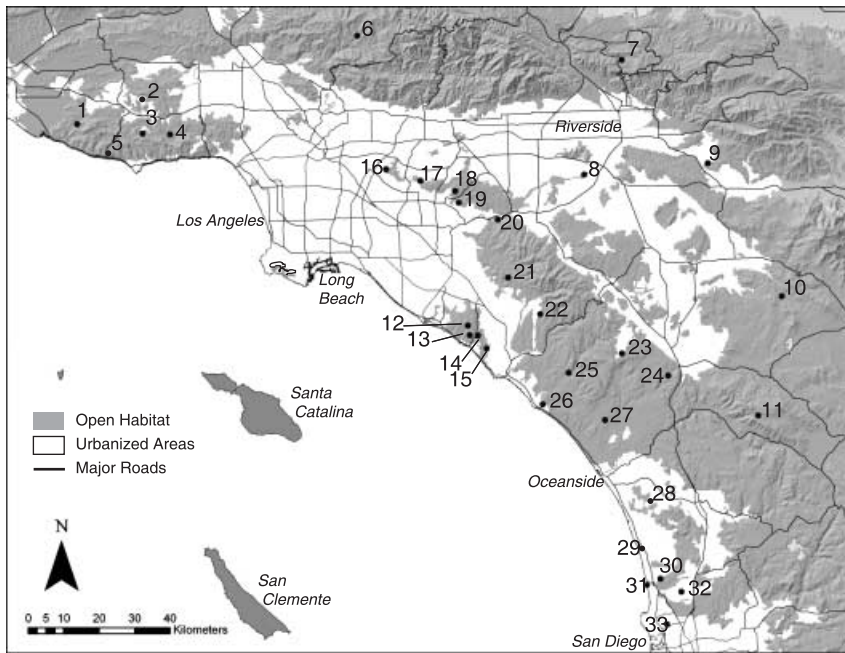 6
7
1
2
3
4
5
Riverside
8
9
16
17
18
19
20
Los Angeles
21
Long
Beach
10
12
13
14
15
22
23
24
25
26
27
11
Santa
Catalina
Open Habitat
Urbanized Areas
Major Roads
Oceanside
28
N
29
30
31
32
San
Clemente
33
San Diego
0 5 10 20 30 40
Kilometers